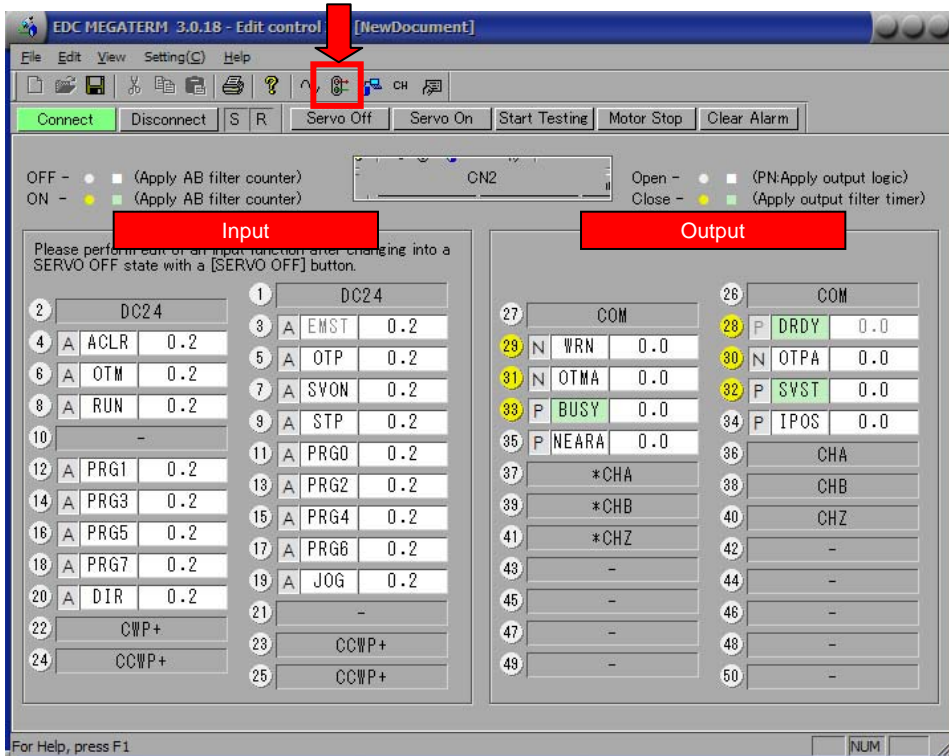 EDC MEGATERM 3.0.18 - Edit control [NewDocument]
File Edit View Setting(C) Help
CH
Connect Disconnect S R Servo Off Servo On Start Testing Motor Stop Clear Alarm
OFF - (Apply AB filter counter)
ON - (Apply AB filter counter)
CN2
Open - (PN:Apply output logic)
Close - (Apply output filter timer)
Input
Please perform edit of an input function after changing into a
SERVO OFF state with a [SERVO OFF] button.
2 DC24
4 A ACLR 0.2
6 A OTM 0.2
8 A RUN 0.2
10 -
12 A PRG1 0.2
14 A PRG3 0.2
16 A PRG5 0.2
18 A PRG7 0.2
20 A DIR 0.2
22 CWP+
24 CCWP+
1 DC24
3 A EMST 0.2
5 A OTP 0.2
7 A SVON 0.2
9 A STP 0.2
11 A PRG0 0.2
13 A PRG2 0.2
15 A PRG4 0.2
17 A PRG6 0.2
19 A JOG 0.2
21 -
23 CCWP+
25 CCWP+
Output
27 COM
29 N WRN 0.0
31 N OTMA 0.0
33 P BUSY 0.0
35 P NEARA 0.0
37 *CHA
39 *CHB
41 *CHZ
43 -
45 -
47 -
49 -
26 COM
28 P DRDY 0.0
30 N OTPA 0.0
32 P SVST 0.0
34 P IPOS 0.0
36 CHA
38 CHB
40 CHZ
42 -
44 -
46 -
48 -
50 -
For Help, press F1
NUM